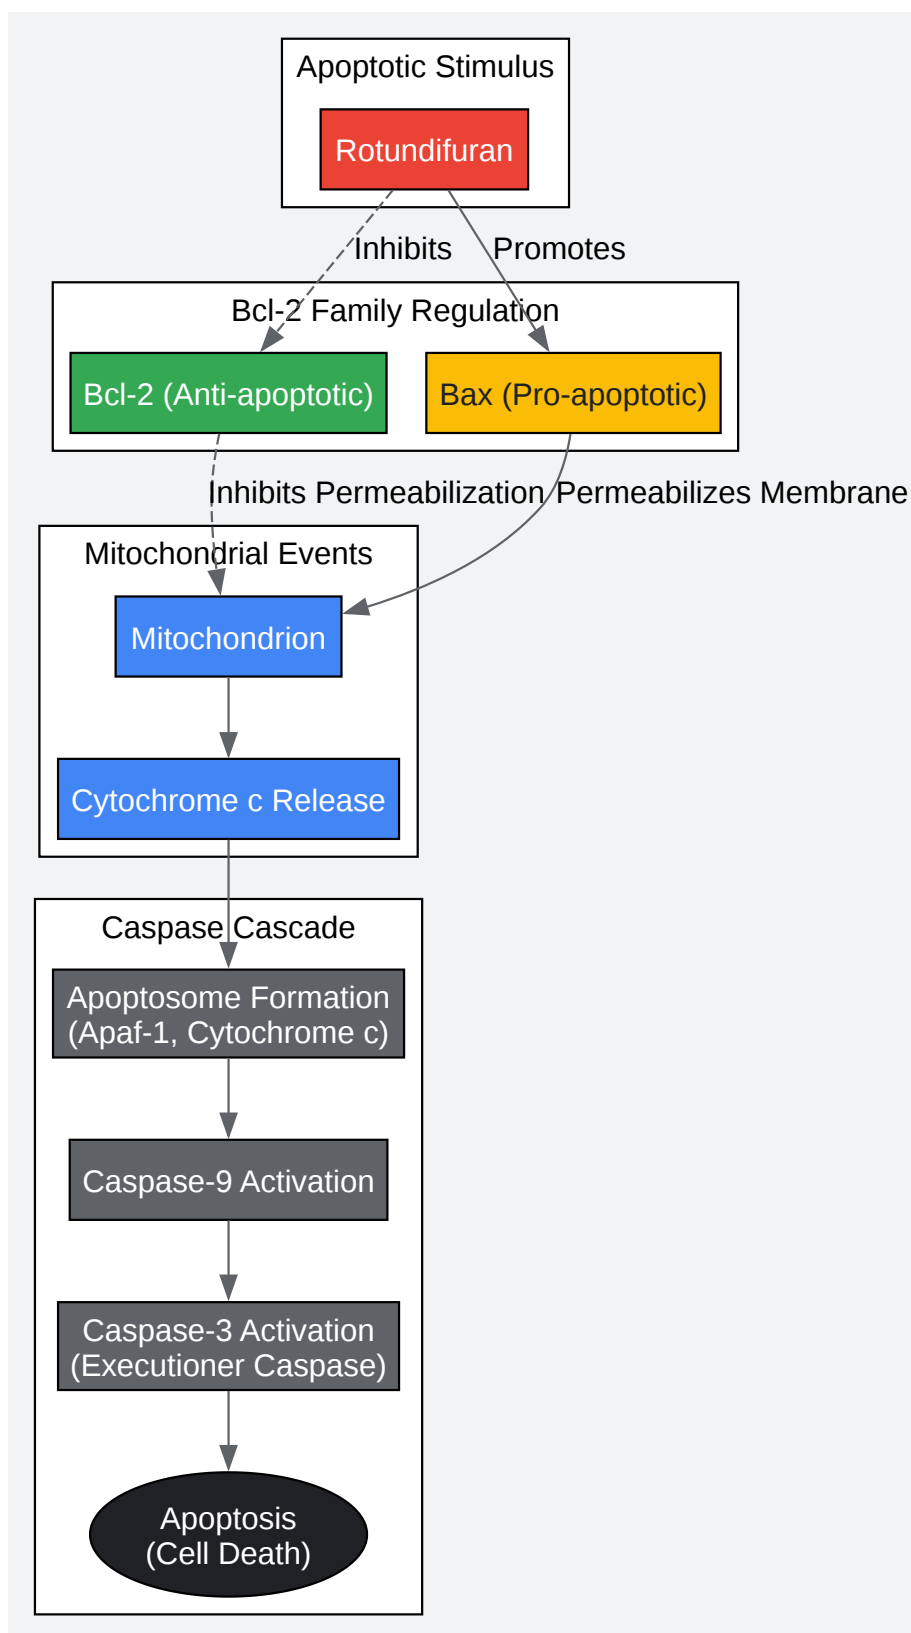 Apoptotic Stimulus
Rotundifuran
Inhibits
Promotes
Bcl-2 Family Regulation
Bcl-2 (Anti-apoptotic)
Bax (Pro-apoptotic)
Inhibits Permeabilization
Permeabilizes Membrane
Mitochondrial Events
Mitochondrion
Cytochrome c Release
Caspase Cascade
Apoptosome Formation
(Apaf-1, Cytochrome c)
Caspase-9 Activation
Caspase-3 Activation
(Executioner Caspase)
Apoptosis
(Cell Death)